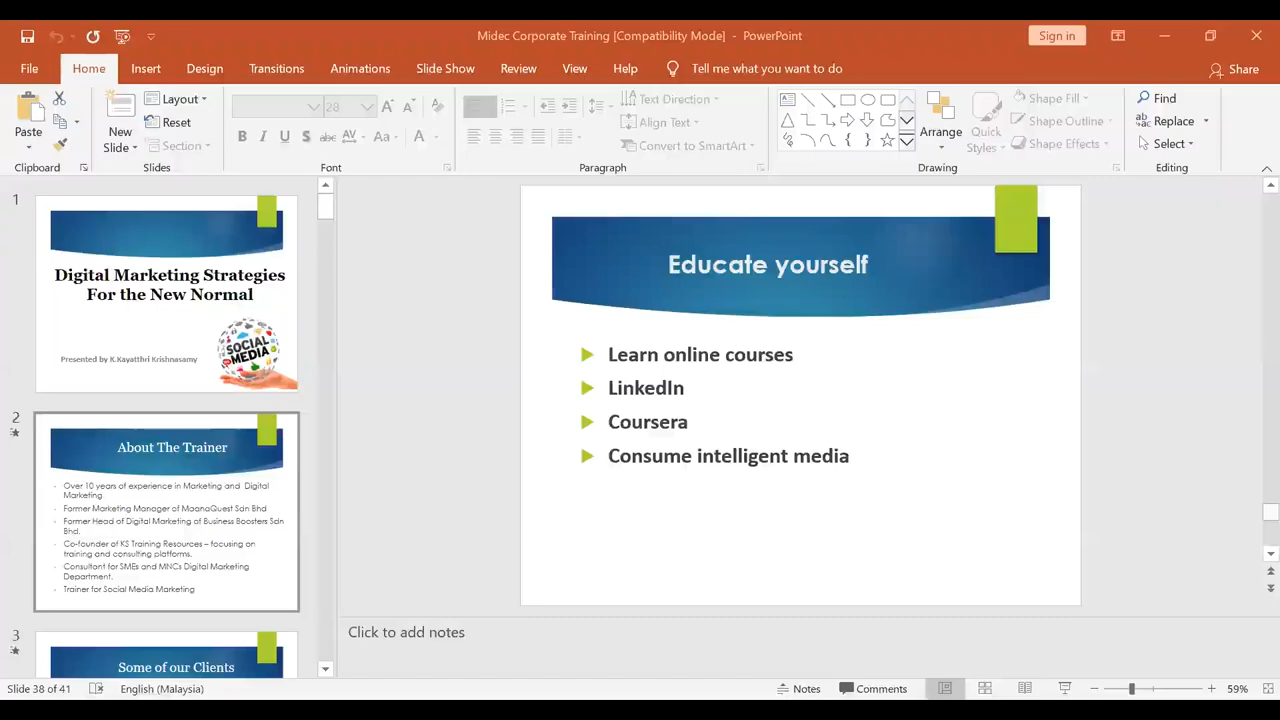 Midec Corporate Training [Compatibility Mode] - PowerPoint
Sign in
File
Home
Insert
Design
Transitions
Animations
Slide Show
Review
View
Help
Tell me what you want to do
Share
Paste
Clipboard
New
Slide
Layout
Reset
Section
Slides
28
B I U S abc AV Aa A
Font
Text Direction
Align Text
Convert to SmartArt
Paragraph
Arrange
Quick
Styles
Shape Fill
Shape Outline
Shape Effects
Drawing
Find
Replace
Select
Editing
1
Digital Marketing Strategies
For the New Normal
SOCIAL
MEDIA
Presented by K.Kayatthri Krishnasamy
2
About The Trainer
- Over 10 years of experience in Marketing and Digital
Marketing
- Former Marketing Manager of MaanaQuest Sdn Bhd
- Former Head of Digital Marketing of Business Boosters Sdn
Bhd.
- Co-founder of KS Training Resources – focusing on
training and consulting platforms.
- Consultant for SMEs and MNCs Digital Marketing
Department.
- Trainer for Social Media Marketing
3
Some of our Clients
Educate yourself
Learn online courses
LinkedIn
Coursera
Consume intelligent media
Click to add notes
Slide 38 of 41
English (Malaysia)
Notes
Comments
59%